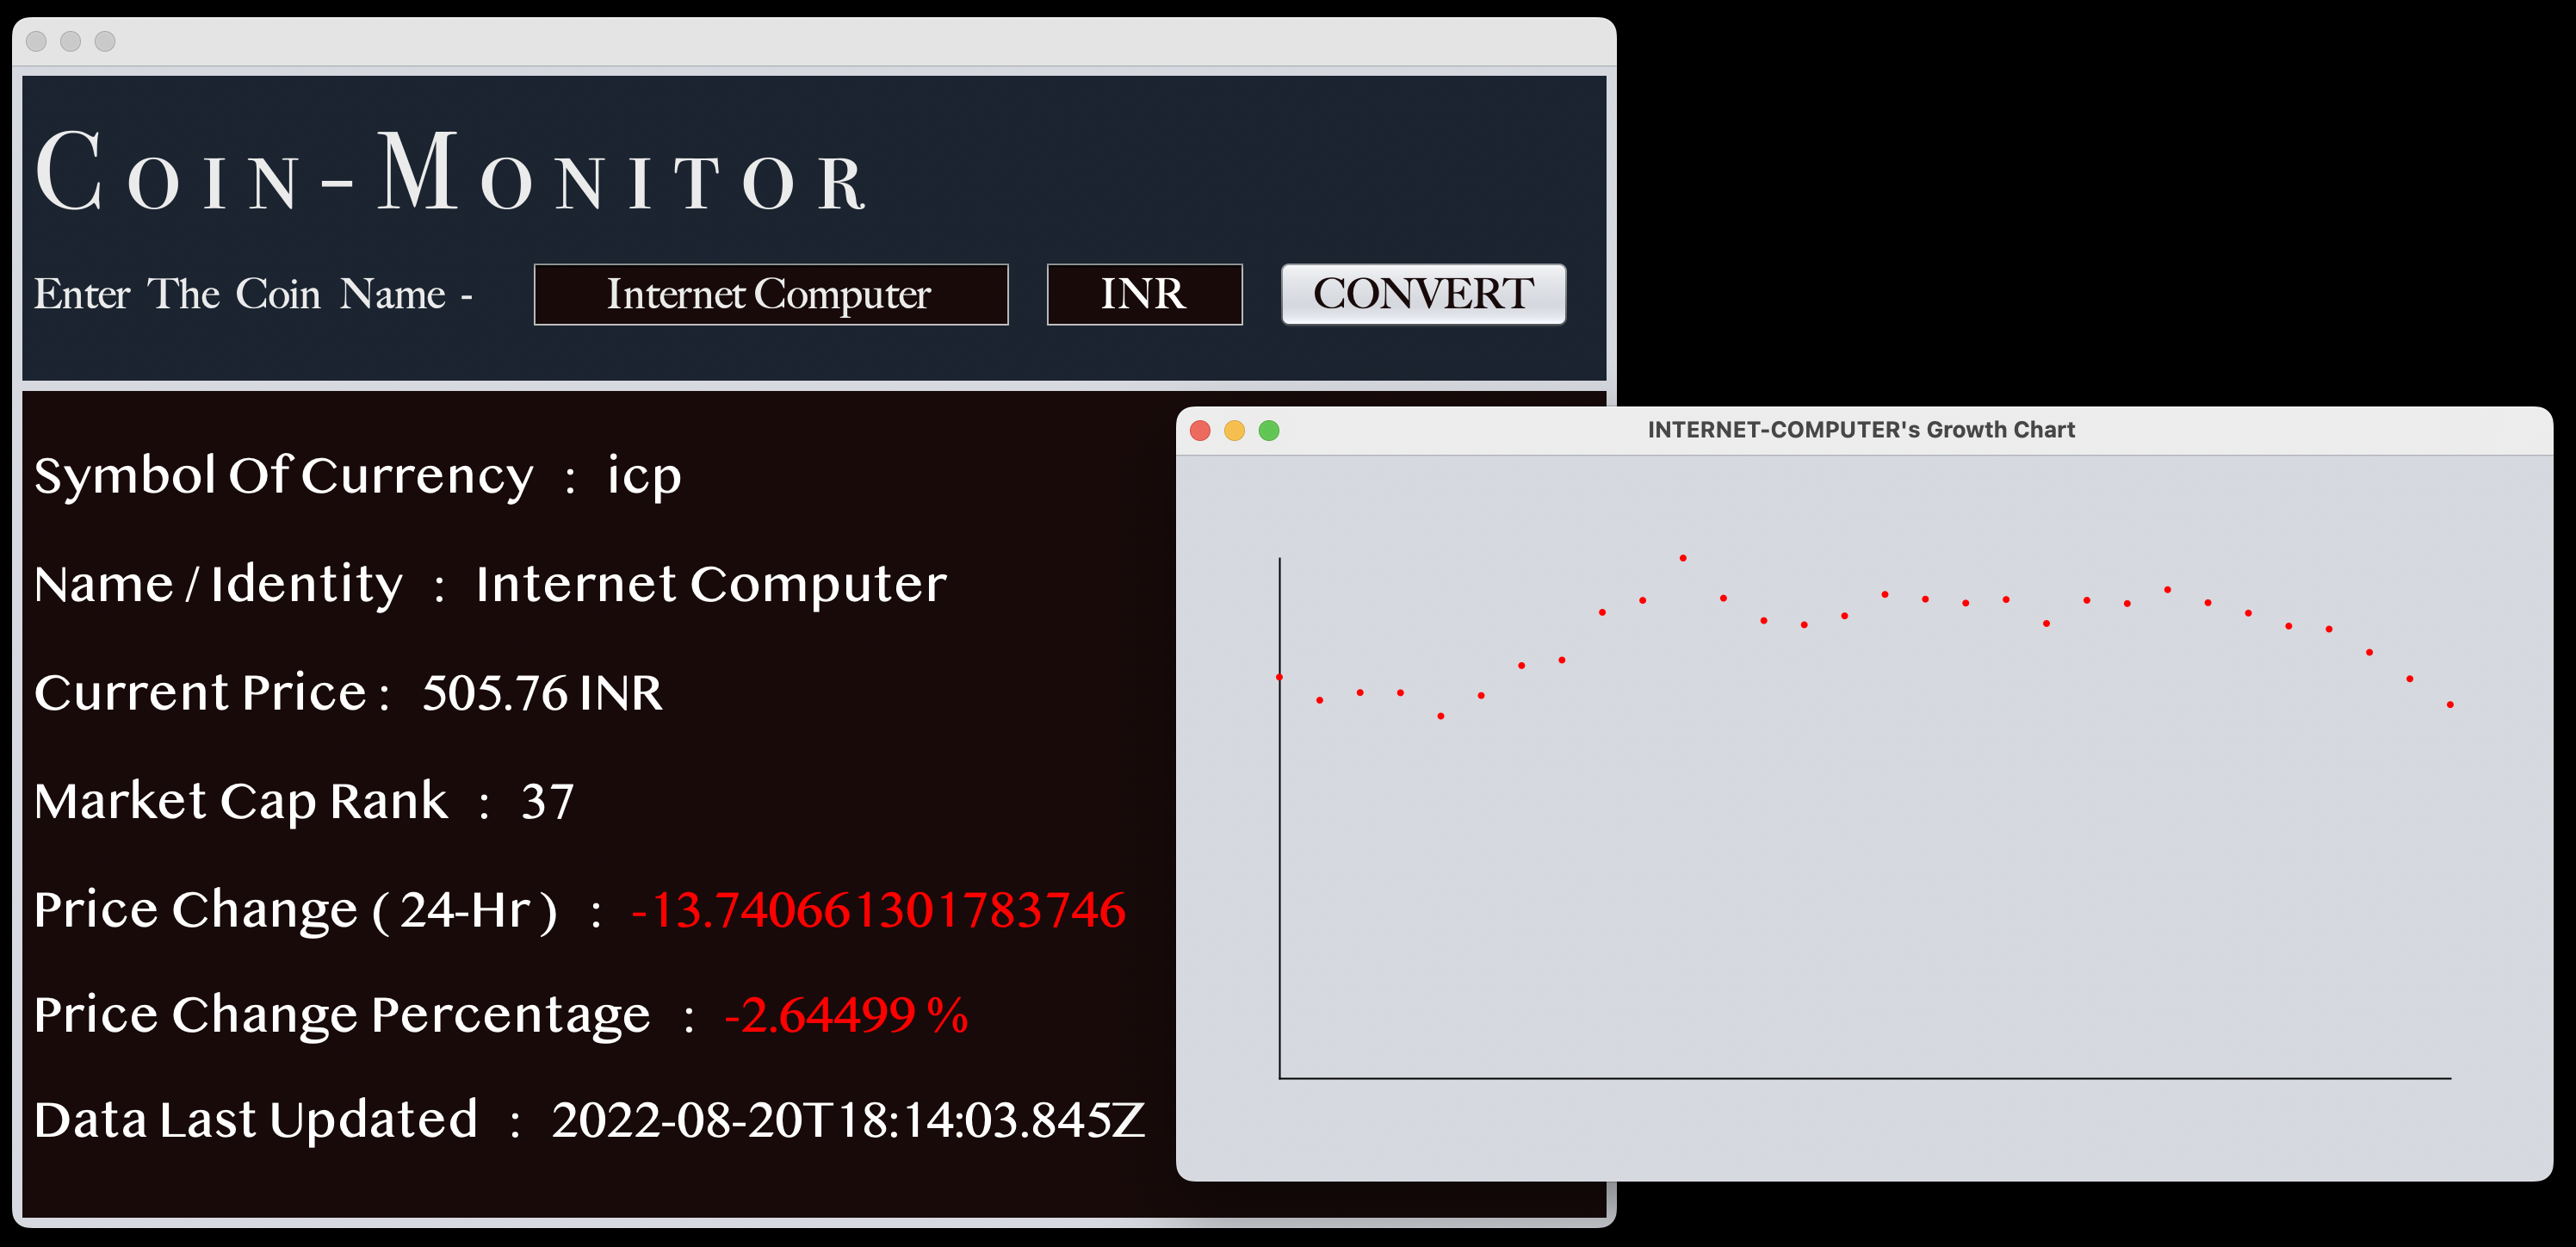 Coin-Monitor
Enter The Coin Name - Internet Computer INR CONVERT
INTERNET-COMPUTER's Growth Chart
Symbol Of Currency : icp
Name / Identity : Internet Computer
Current Price : 505.76 INR
Market Cap Rank : 37
Price Change ( 24-Hr ) : -13.740661301783746
Price Change Percentage : -2.64499 %
Data Last Updated : 2022-08-20T18:14:03.845Z